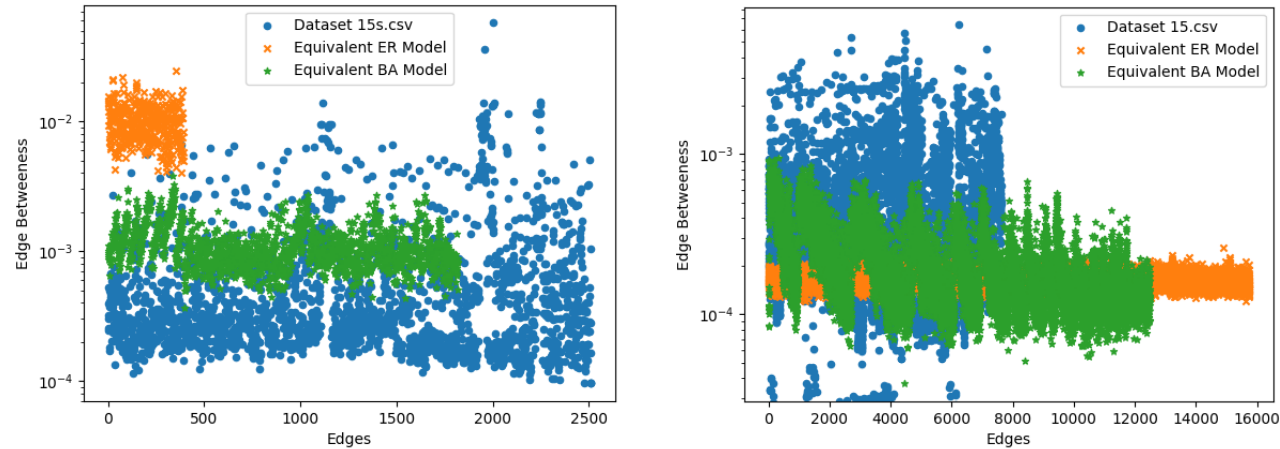 Dataset 15s.csv
Equivalent ER Model
Equivalent BA Model
Edge Betweeness
10⁻²
10⁻³
10⁻⁴
0 500 1000 1500 2000 2500
Edges
Dataset 15.csv
Equivalent ER Model
Equivalent BA Model
Edge Betweeness
10⁻³
10⁻⁴
0 2000 4000 6000 8000 10000 12000 14000 16000
Edges